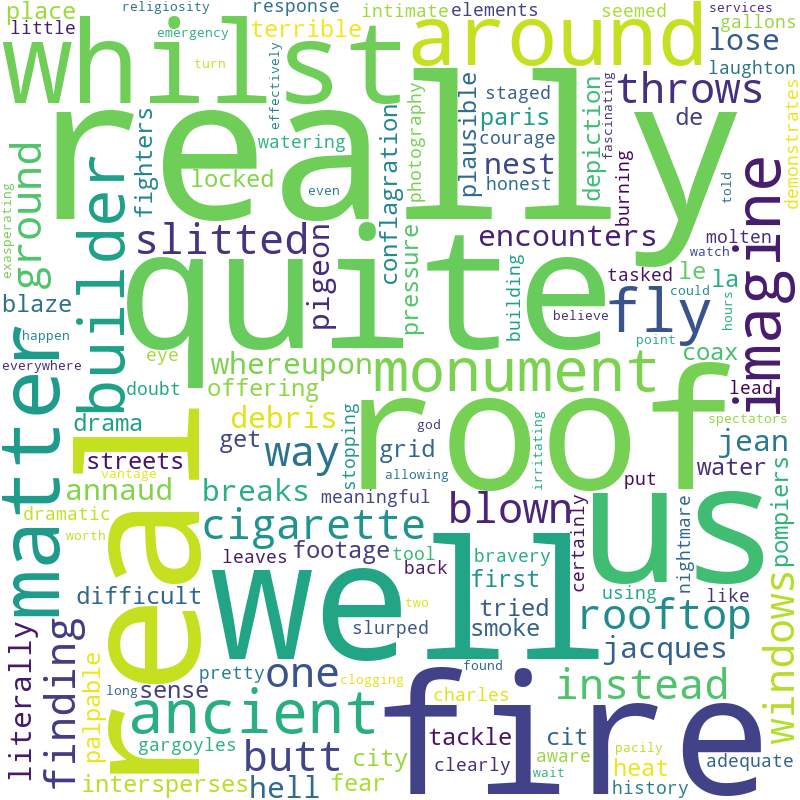 place
religiosity
response
intimate
elements
seemed
services
little
emergency
terrible
gallons
lose
whilst
around
turn
laughton
really
effectively
staged
throws
fighters
watering
conflagration
photography
plausible
paris
courage
nest
honest
depiction
fascinating
burning
de
demonstrates
ground
builder
locked
even
told
imagine
exasperating
slitted
pigeon
pressure
encounters
building
molten
watch
tasked
le
la
quite
blaze
fly
could
hours
believe
happen
eye
whereupon
monument
point
coax
everywhere
matter
doubt
offering
roof
lead
drama
debris
stopping
god
irritating
spectators
real
get
way
grid
jean
streets
vantage
allowing
water
annaud
breaks
meaningful
put
us
dramatic
cigarette
blown
certainly
nightmare
pompiers
windows
worth
footage
tool
bravery
leaves
back
well
first
using
like
difficult
two
tried
smoke
rooftop
literally
finding
palpable
slurped
jacques
pretty
one
found
long
sense
clogging
charles
instead
ancient
fire
gargoyles
butt
city
tackle
cit
aware
pacily
adequate
clearly
wait
heat
intersperses
hell
fear
history